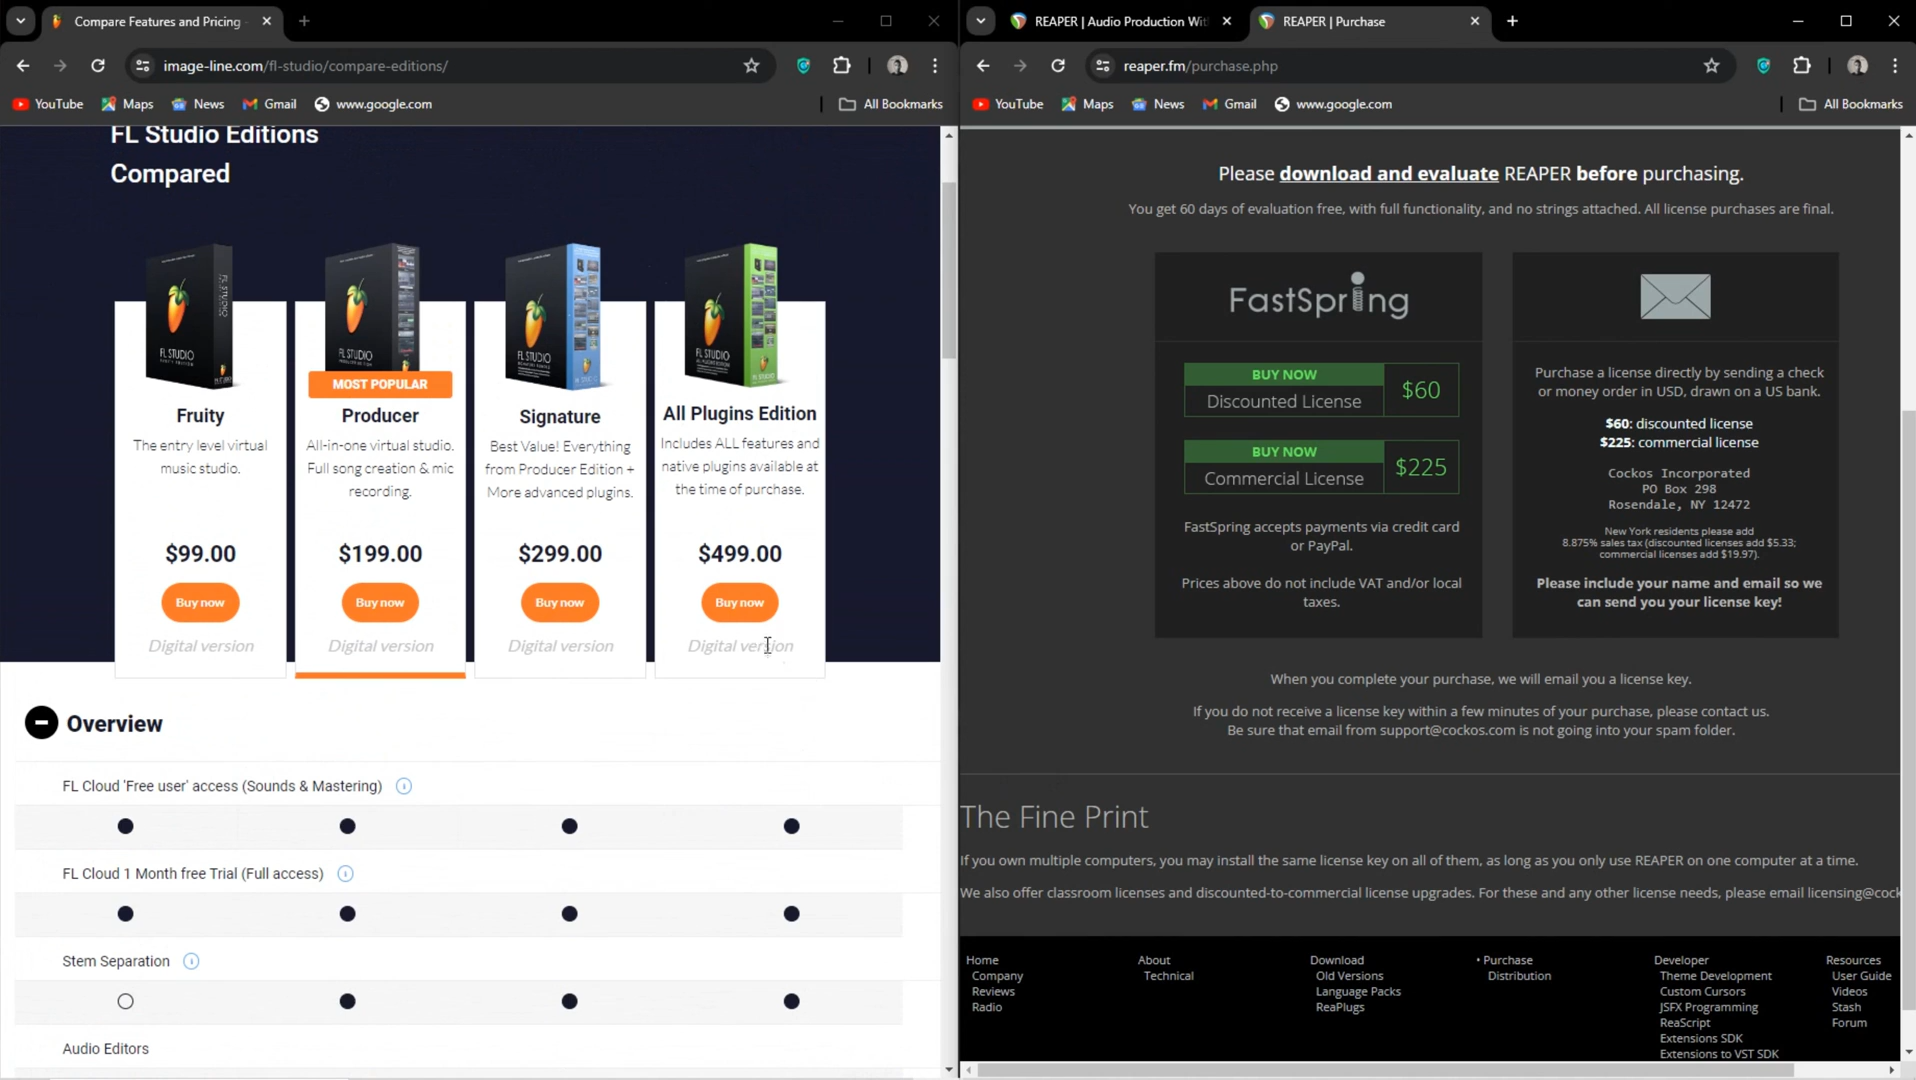 Compare Features and Pricing
image-line.com/fl-studio/compare-editions/
YouTube
Maps
News
Gmail
www.google.com
All Bookmarks
FL Studio Editions
Compared
FL STUDIO
FL STUDIO
FL STUDIO
FL STUDIO
MOST POPULAR
Fruity
The entry level virtual
music studio.
$99.00
Buy now
Digital version
Producer
All-in-one virtual studio.
Full song creation & mic
recording.
$199.00
Buy now
Digital version
Signature
Best Value! Everything
from Producer Edition +
More advanced plugins.
$299.00
Buy now
Digital version
All Plugins Edition
Includes ALL features and
native plugins available at
the time of purchase.
$499.00
Buy now
Digital version
Overview
FL Cloud 'Free user' access (Sounds & Mastering)
FL Cloud 1 Month free Trial (Full access)
Stem Separation
Audio Editors
REAPER | Audio Production Wit
REAPER | Purchase
reaper.fm/purchase.php
YouTube
Maps
News
Gmail
www.google.com
All Bookmarks
Please download and evaluate REAPER before purchasing.
You get 60 days of evaluation free, with full functionality, and no strings attached. All license purchases are final.
FastSpring
BUY NOW
Discounted License
$60
BUY NOW
Commercial License
$225
FastSpring accepts payments via credit card
or PayPal.
Prices above do not include VAT and/or local
taxes.
Purchase a license directly by sending a check
or money order in USD, drawn on a US bank.
$60: discounted license
$225: commercial license
Cockos Incorporated
PO Box 298
Rosendale, NY 12472
New York residents please add
8.875% sales tax (discounted licenses add $5.33;
commercial licenses add $19.97).
Please include your name and email so we
can send you your license key!
When you complete your purchase, we will email you a license key.
If you do not receive a license key within a few minutes of your purchase, please contact us.
Be sure that email from support@cockos.com is not going into your spam folder.
The Fine Print
If you own multiple computers, you may install the same license key on all of them, as long as you only use REAPER on one computer at a time.
We also offer classroom licenses and discounted-to-commercial license upgrades. For these and any other license needs, please email licensing@cock
Home
Company
Reviews
Radio
About
Technical
Download
Old Versions
Language Packs
ReaPlugs
• Purchase
Distribution
Developer
Theme Development
Custom Cursors
JSFX Programming
ReaScript
Extensions SDK
Extensions to VST SDK
Resources
User Guide
Videos
Stash
Forum